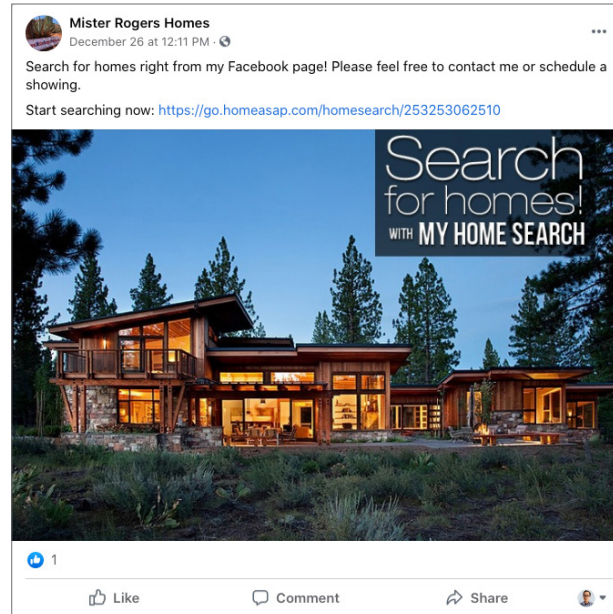 Mister Rogers Homes
December 26 at 12:11 PM ·
Search for homes right from my Facebook page! Please feel free to contact me or schedule a
showing.
Start searching now: https://go.homeasap.com/homesearch/253253062510
Search
for homes!
WITH MY HOME SEARCH
1
Like Comment Share